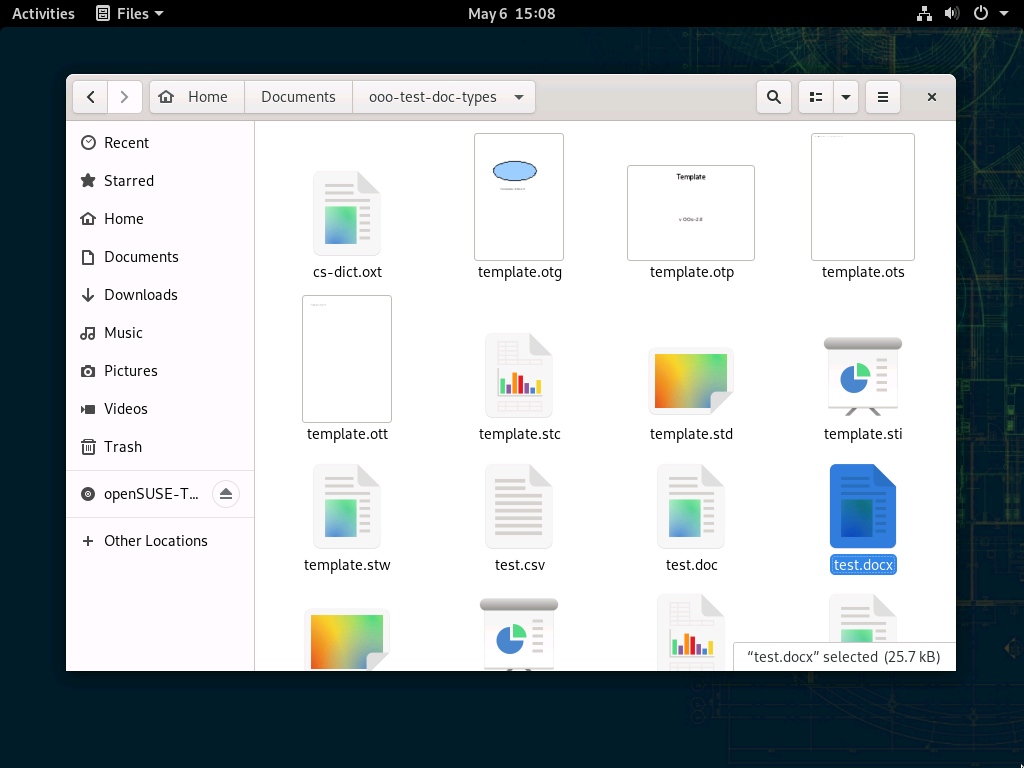 Activities Files May 6 15:08
Home Documents ooo-test-doc-types
Recent
Starred
Home
Documents
Downloads
Music
Pictures
Videos
Trash
openSUSE-T...
Other Locations
Template
cs-dict.oxt template.otg template.otp template.ots
template.ott template.stc template.std template.sti
template.stw test.csv test.doc test.docx
“test.docx” selected (25.7 kB)